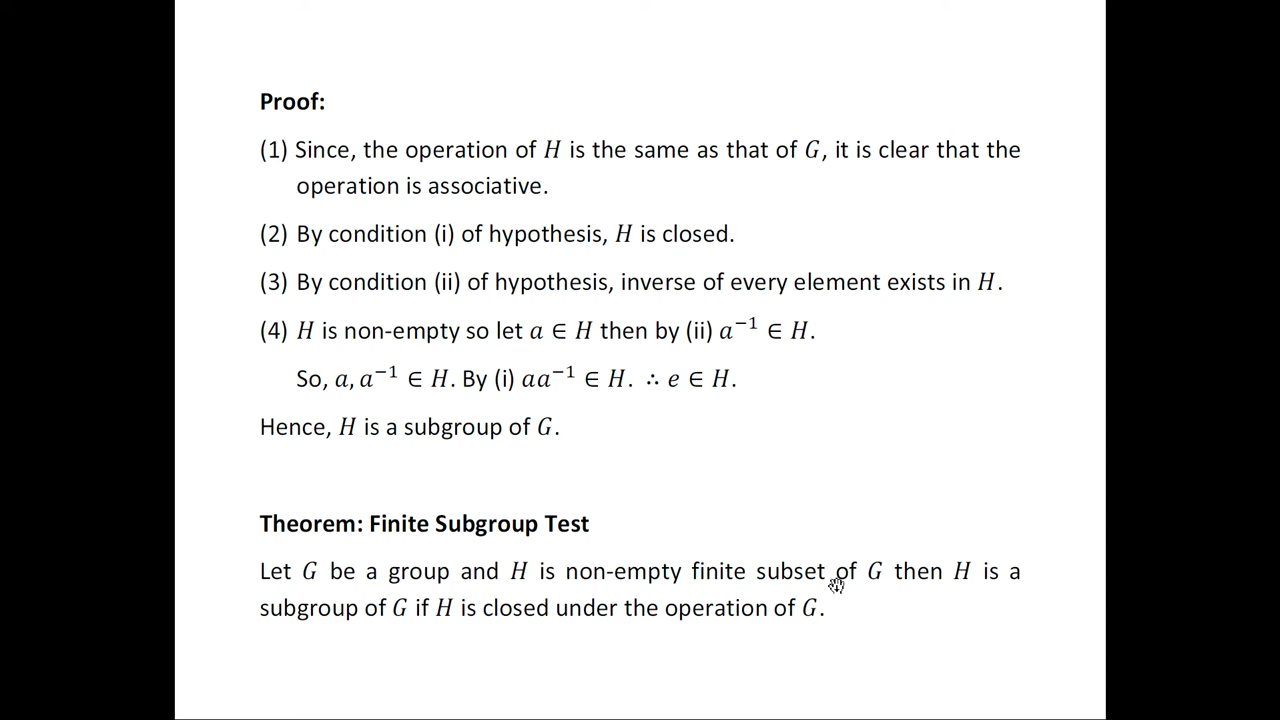 Proof:
(1) Since, the operation of H is the same as that of G, it is clear that the
operation is associative.
(2) By condition (i) of hypothesis, H is closed.
(3) By condition (ii) of hypothesis, inverse of every element exists in H.
(4) H is non-empty so let a ∈ H then by (ii) a⁻¹ ∈ H.
So, a, a⁻¹ ∈ H. By (i) aa⁻¹ ∈ H. ∴ e ∈ H.
Hence, H is a subgroup of G.
Theorem: Finite Subgroup Test
Let G be a group and H is non-empty finite subset of G then H is a
subgroup of G if H is closed under the operation of G.